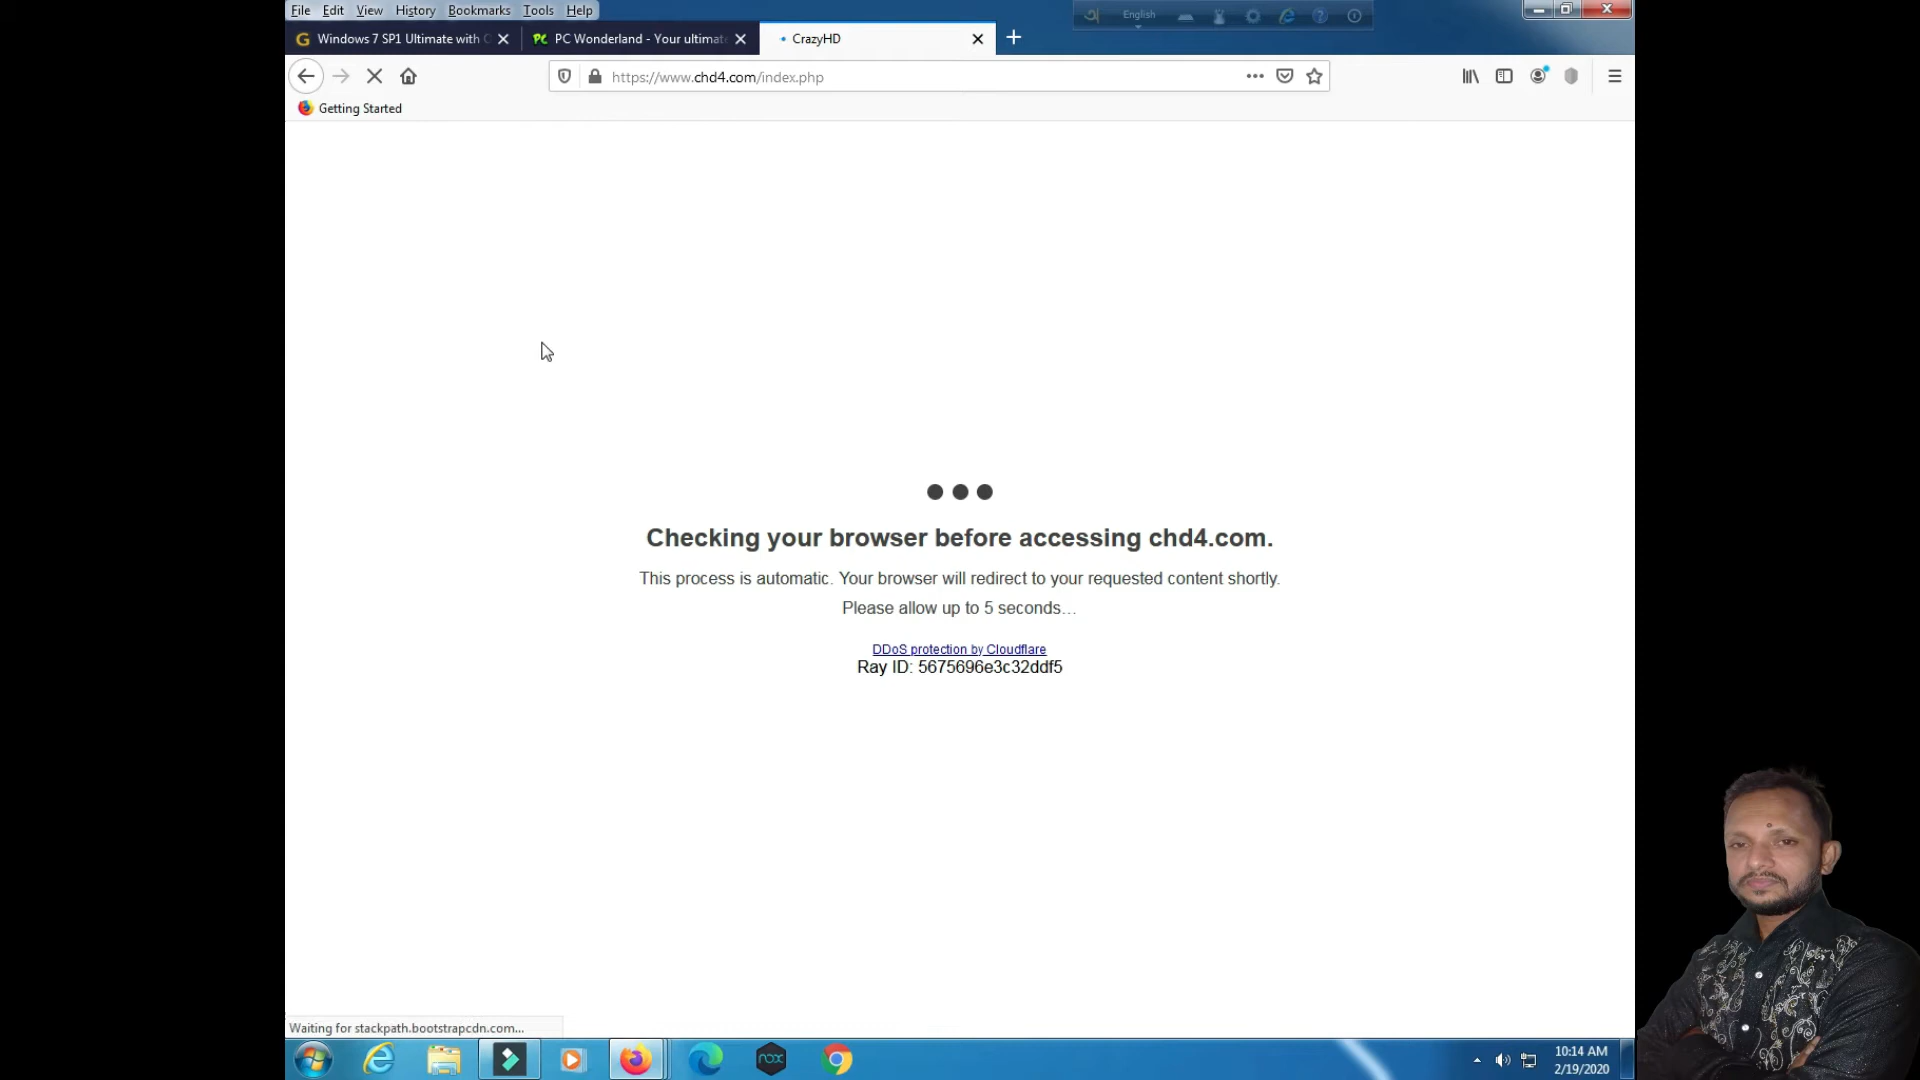 File Edit View History Bookmarks Tools Help
English
Windows 7 SP1 Ultimate with
PC Wonderland - Your ultimat
CrazyHD
https://www.chd4.com/index.php
Getting Started
Checking your browser before accessing chd4.com.
This process is automatic. Your browser will redirect to your requested content shortly.
Please allow up to 5 seconds…
DDoS protection by Cloudflare
Ray ID: 5675696e3c32ddf5
Waiting for stackpath.bootstrapcdn.com...
nox
10:14 AM
2/19/2020